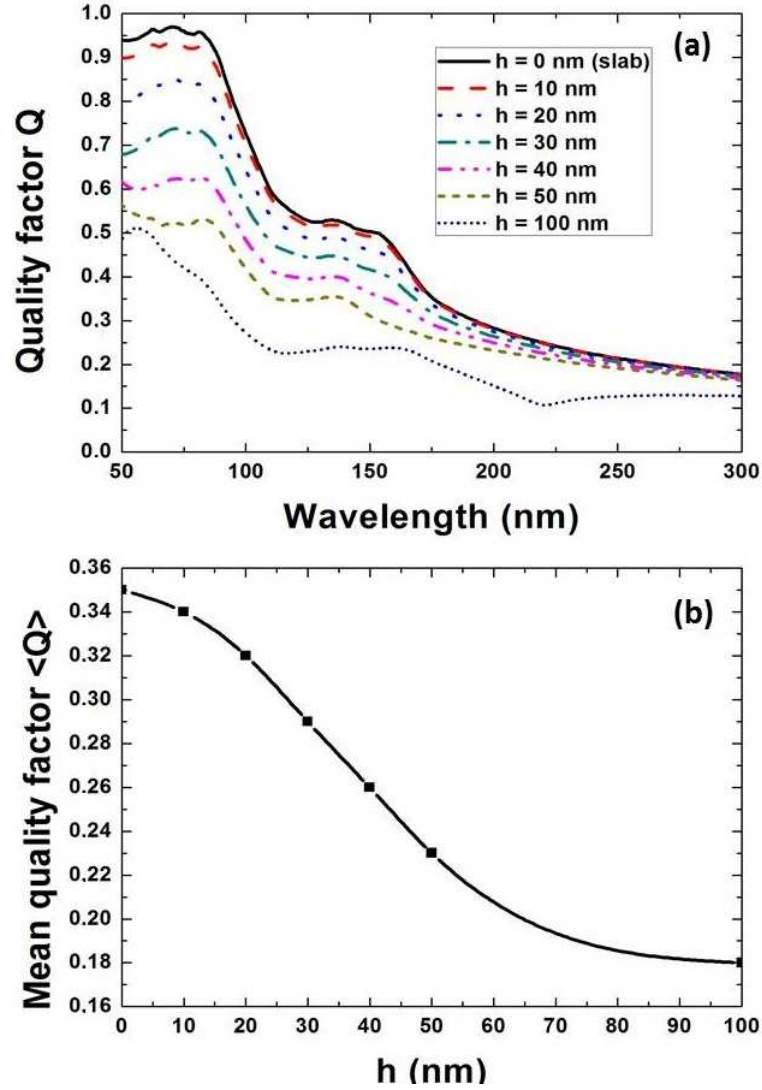 (a)
Quality factor Q
1.0
0.9
0.8
0.7
0.6
0.5
0.4
0.3
0.2
0.1
0.0
h = 0 nm (slab)
h = 10 nm
h = 20 nm
h = 30 nm
h = 40 nm
h = 50 nm
h = 100 nm
50 100 150 200 250 300
Wavelength (nm)
(b)
Mean quality factor <Q>
0.36
0.34
0.32
0.30
0.28
0.26
0.24
0.22
0.20
0.18
0.16
0 10 20 30 40 50 60 70 80 90 100
h (nm)